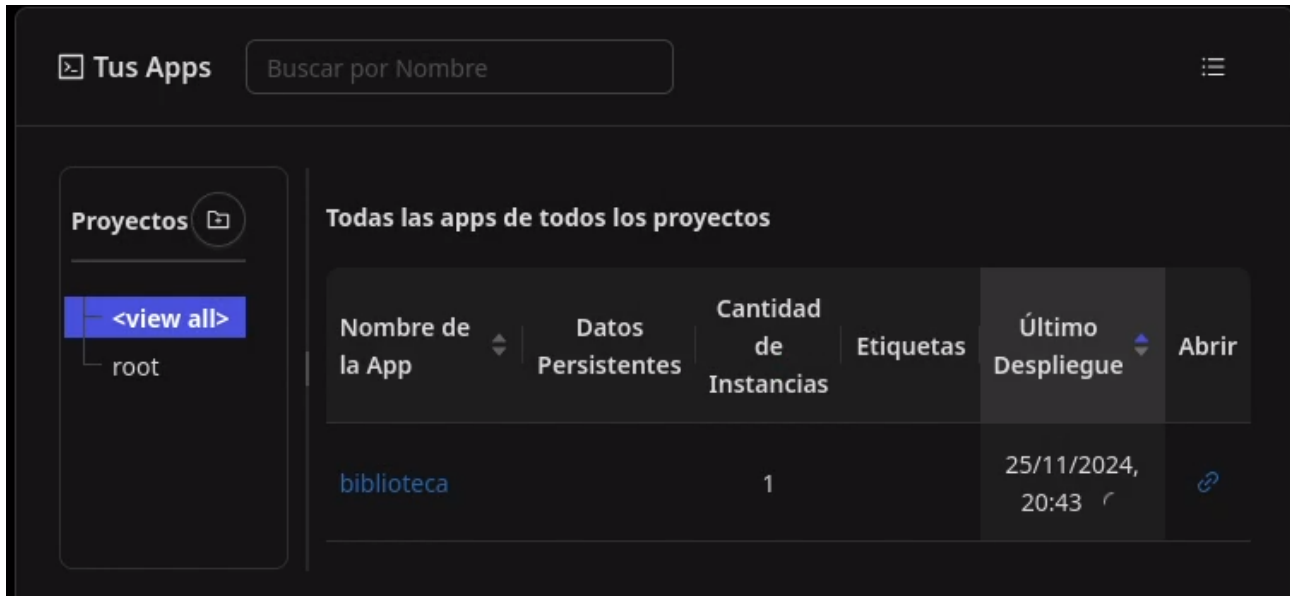 Tus Apps
Buscar por Nombre
Proyectos
<view all>
root
Todas las apps de todos los proyectos
Nombre de
la App
Datos
Persistentes
Cantidad
de
Instancias
Etiquetas
Último
Despliegue
Abrir
biblioteca
1
25/11/2024,
20:43